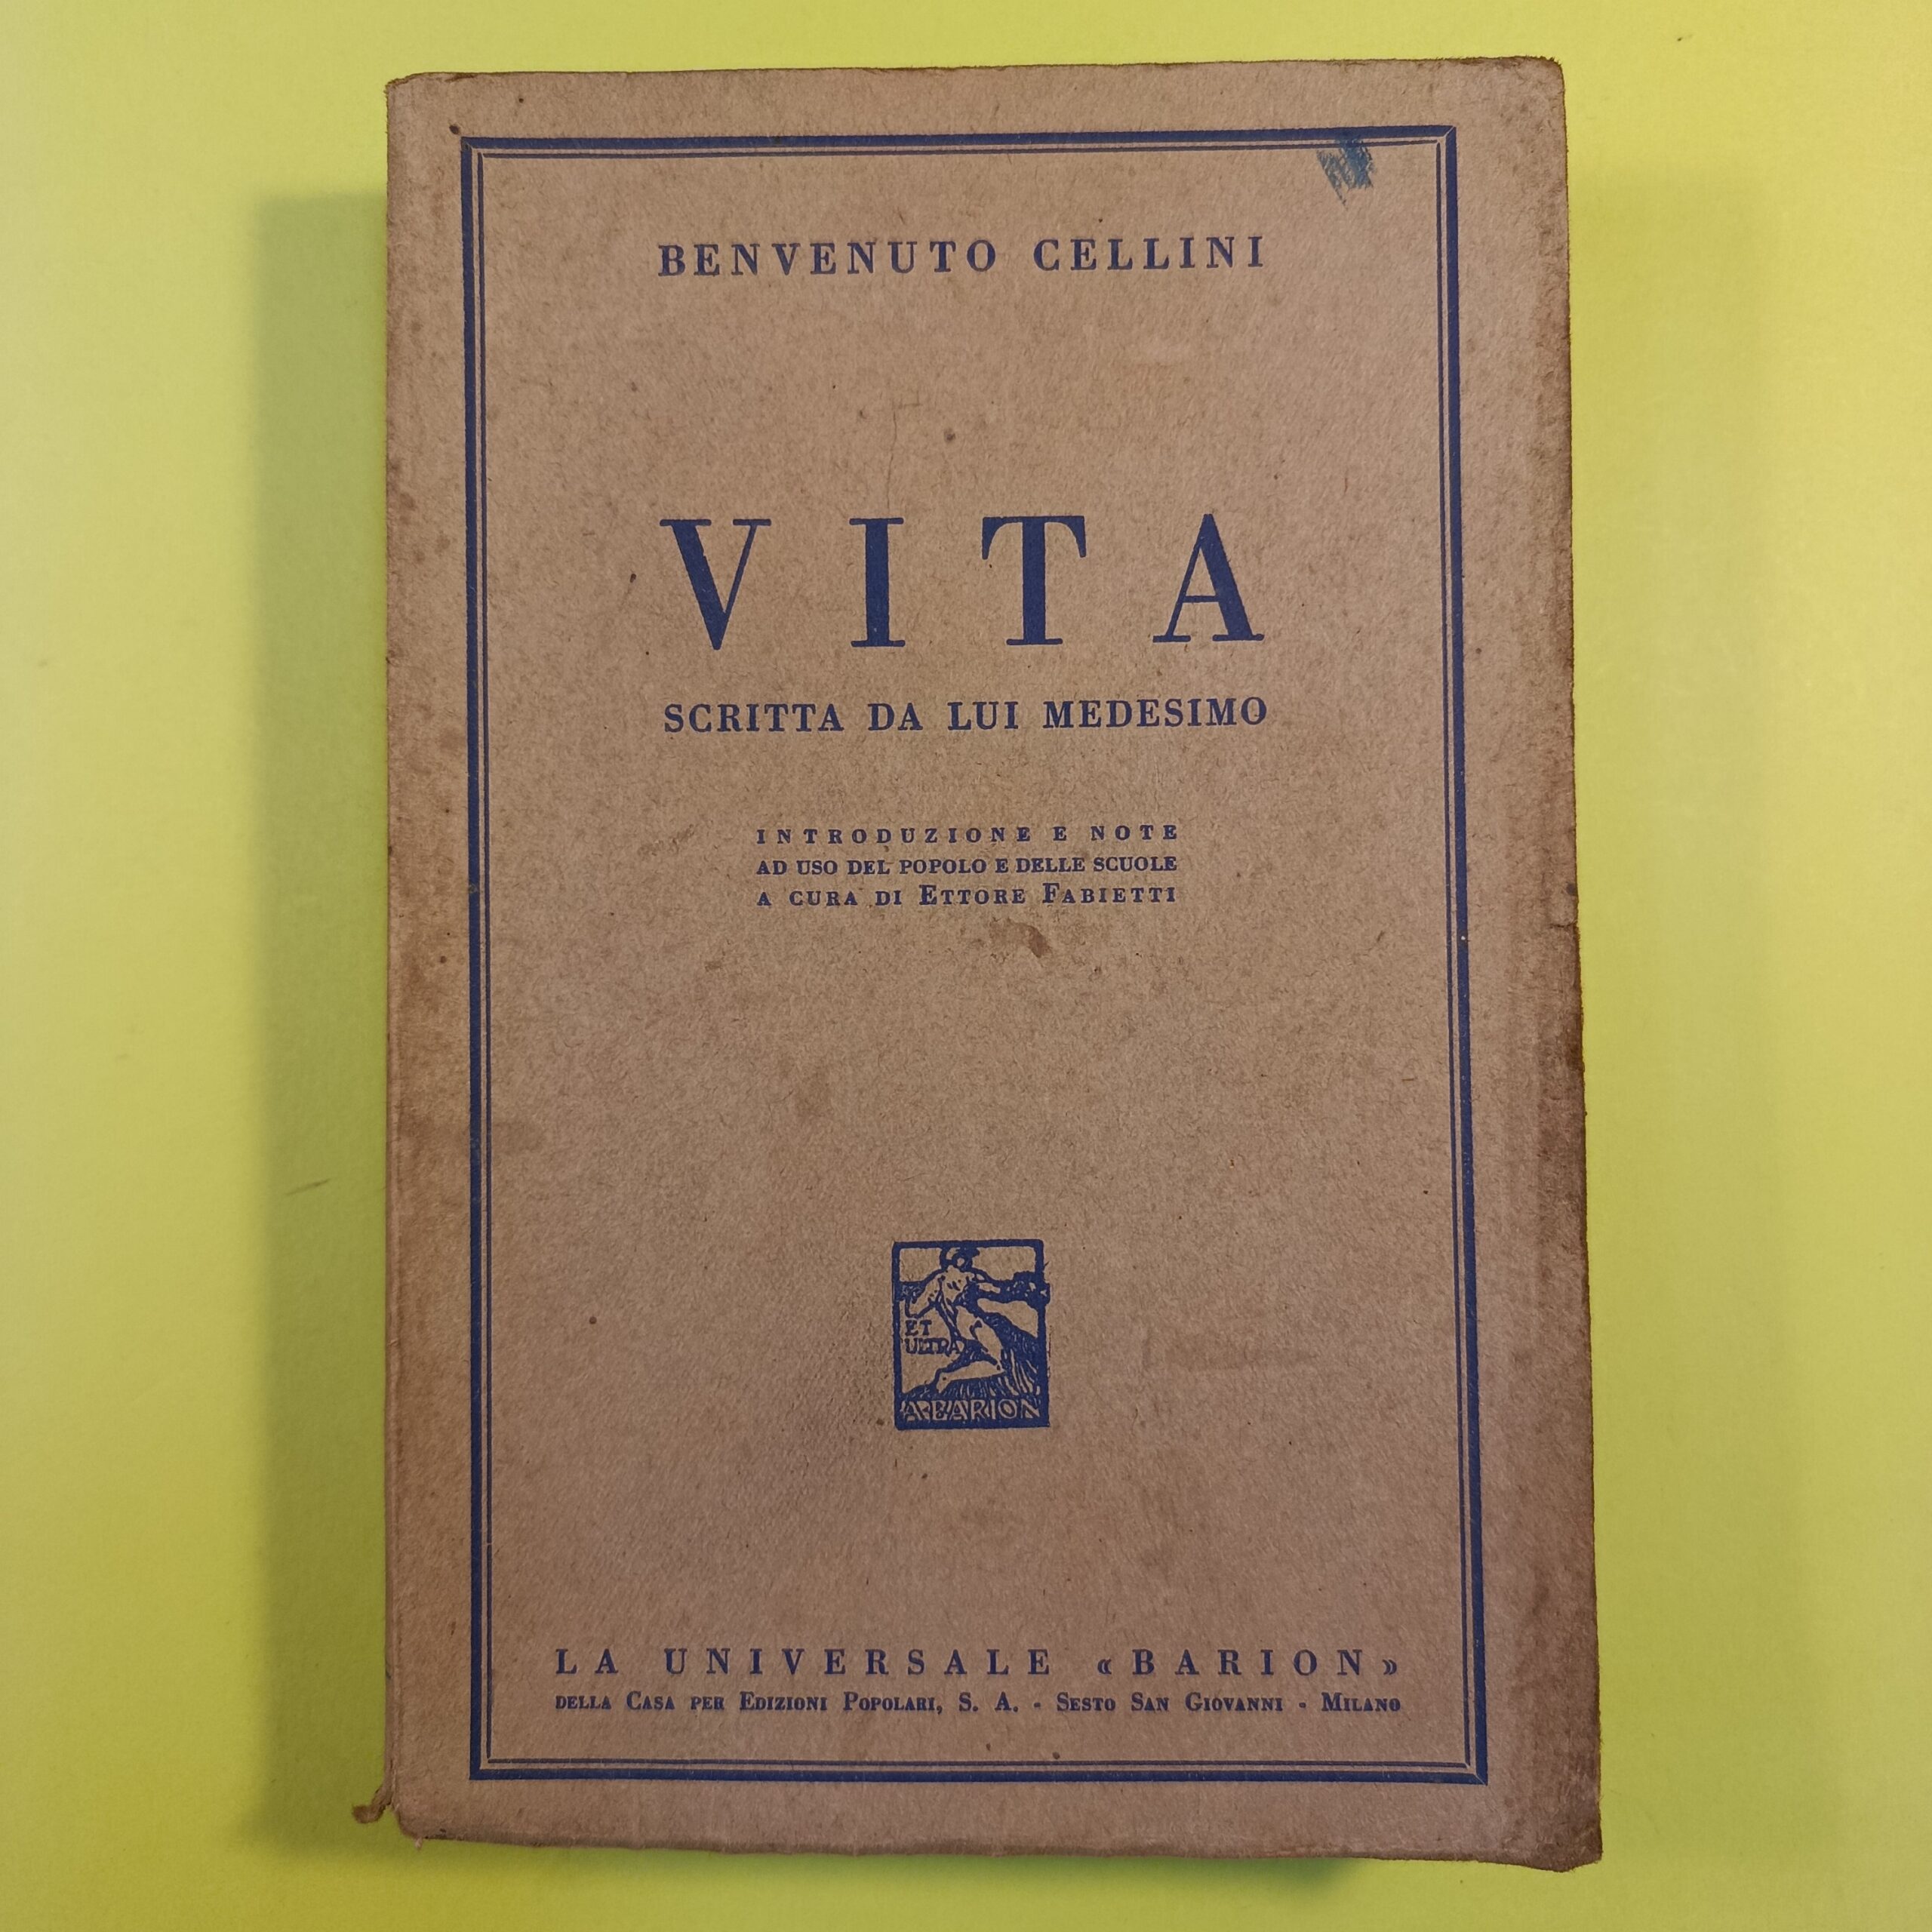 BENVENUTO CELLINI
VITA
SCRITTA DA LUI MEDESIMO
INTRODUZIONE E NOTE
AD USO DEL POPOLO E DELLE SCUOLE
A CURA DI ETTORE FABIETTI
ET
ULTRA
A·BARION
LA UNIVERSALE «BARION»
DELLA CASA PER EDIZIONI POPOLARI, S. A. - SESTO SAN GIOVANNI - MILANO